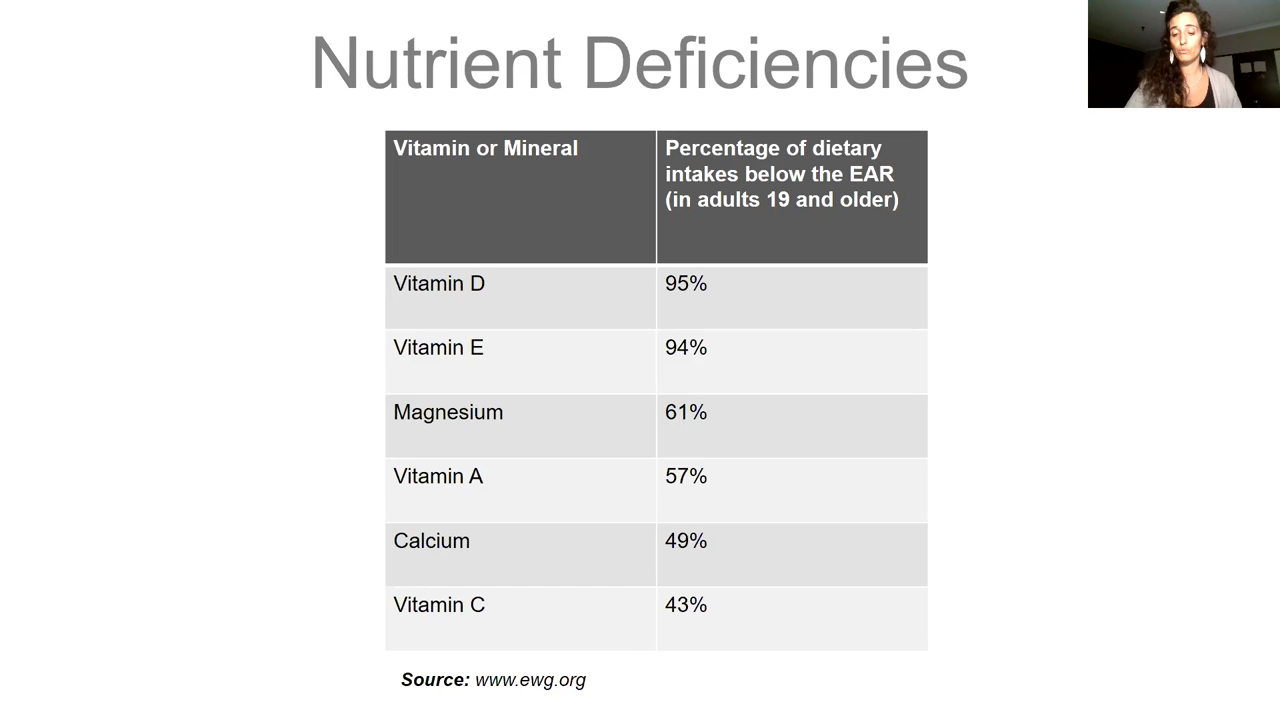 Nutrient Deficiencies
Vitamin or Mineral
Percentage of dietary
intakes below the EAR
(in adults 19 and older)
Vitamin D 95%
Vitamin E 94%
Magnesium 61%
Vitamin A 57%
Calcium 49%
Vitamin C 43%
Source: www.ewg.org